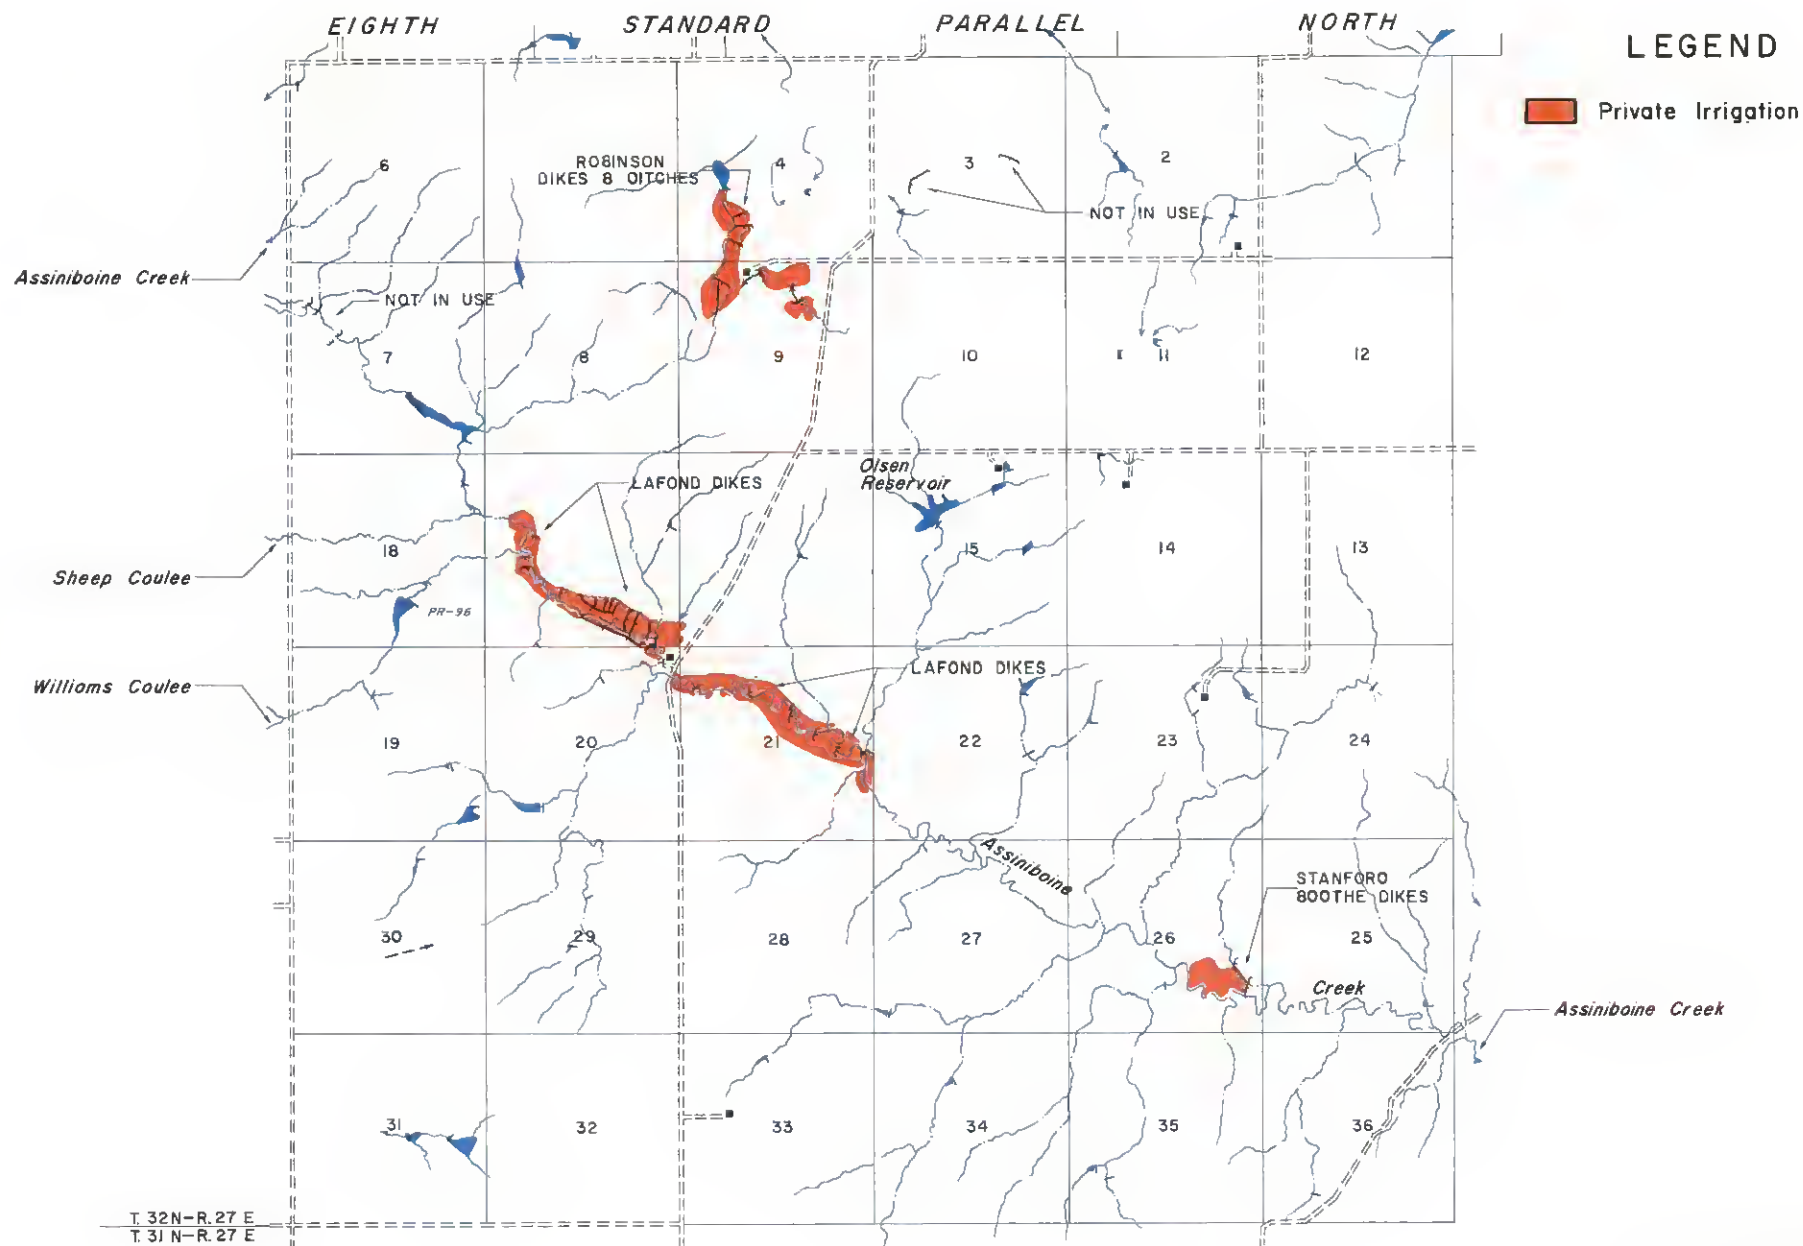 EIGHTH STANDARD PARALLEL NORTH
LEGEND
Private Irrigation
6
ROBINSON
DIKES 8 DITCHES
4
3
2
NOT IN USE
Assiniboine Creek
NOT IN USE
7
8
9
10
11
12
Olsen
Reservoir
LAFOND DIKES
18
15
14
13
Sheep Coulee
PR-96
Williams Coulee
LAFOND DIKES
19
20
21
22
23
24
Assiniboine
STANFORD
BOOTHE DIKES
30
29
28
27
26
25
Creek
Assiniboine Creek
31
32
33
34
35
36
T. 32N-R. 27 E
T. 31 N-R. 27 E